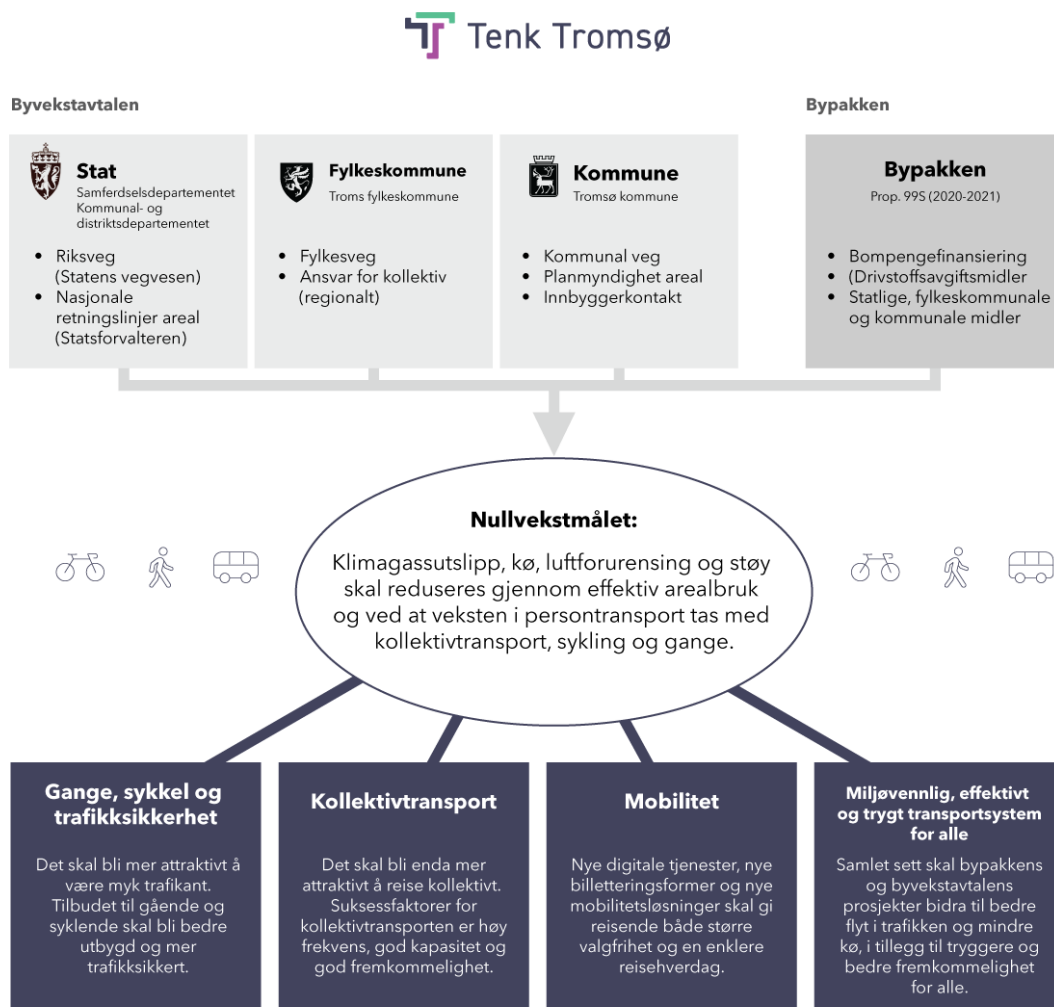 Tenk Tromsø
Byvekstavtalen
Bypakken
Stat
Samferdselsdepartementet
Kommunal- og
distriktsdepartementet
• Riksveg
(Statens vegvesen)
• Nasjonale
retningslinjer areal
(Statsforvalteren)
Fylkeskommune
Troms fylkeskommune
• Fylkesveg
• Ansvar for kollektiv
(regionalt)
Kommune
Tromsø kommune
• Kommunal veg
• Planmyndighet areal
• Innbyggerkontakt
Bypakken
Prop. 99S (2020-2021)
• Bompengefinansiering
• (Drivstoffsavgiftsmidler
• Statlige, fylkeskommunale
og kommunale midler
Nullvekstmålet:
Klimagassutslipp, kø, luftforurensing og støy
skal reduseres gjennom effektiv arealbruk
og ved at veksten i persontransport tas med
kollektivtransport, sykling og gange.
Gange, sykkel og
trafikksikkerhet
Det skal bli mer attraktivt å
være myk trafikant.
Tilbudet til gående og
syklende skal bli bedre
utbygd og mer
trafikksikkert.
Kollektivtransport
Det skal bli enda mer
attraktivt å reise kollektivt.
Suksessfaktorer for
kollektivtransporten er høy
frekvens, god kapasitet og
god fremkommelighet.
Mobilitet
Nye digitale tjenester, nye
billetteringsformer og nye
mobilitetsløsninger skal gi
reisende både større
valgfrihet og en enklere
reisehverdag.
Miljøvennlig, effektivt
og trygt transportsystem
for alle
Samlet sett skal bypakkens
og byvekstavtalens
prosjekter bidra til bedre
flyt i trafikken og mindre
kø, i tillegg til tryggere og
bedre fremkommelighet
for alle.